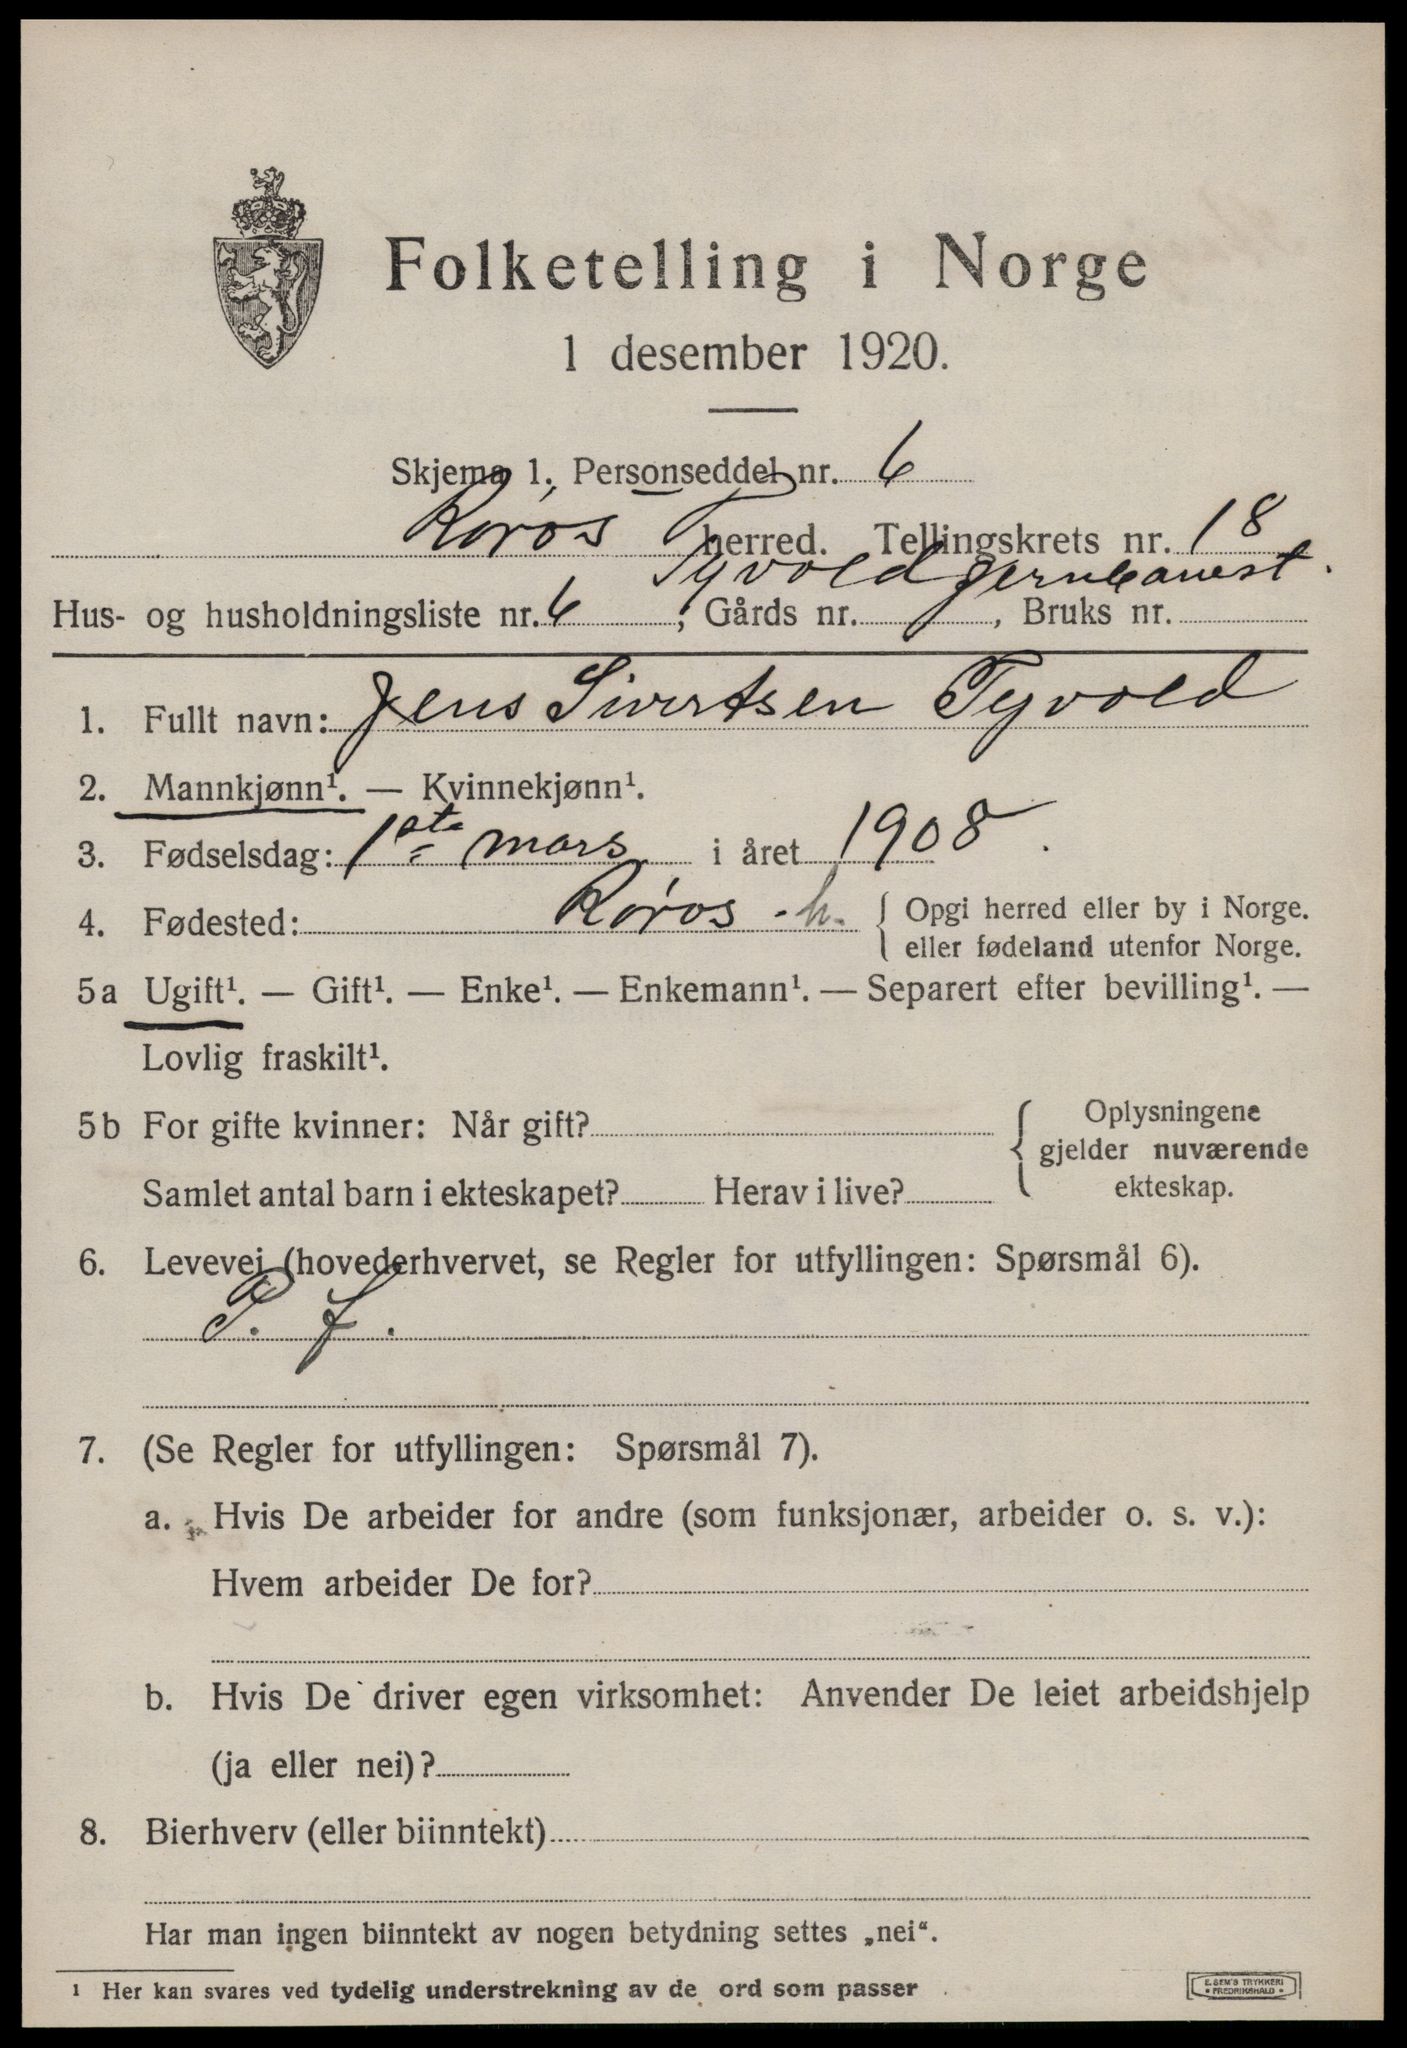 Folketelling i Norge
1 desember 1920.
Skjema 1. Personseddel nr. 6
Røros herred. Tellingskrets nr. 18
Tyvold Jernbanest.
Hus- og husholdningsliste nr. 6; Gårds nr. , Bruks nr.
1. Fullt navn: Jens Sivertsen Tyvold
2. Mannkjønn¹. — Kvinnekjønn¹.
3. Fødselsdag: 1ste mars i året 1908.
4. Fødested: Røros - h. { Opgi herred eller by i Norge.
eller fødeland utenfor Norge.
5a Ugift¹. — Gift¹. — Enke¹. — Enkemann¹. — Separert efter bevilling¹. —
Lovlig fraskilt¹.
5b For gifte kvinner: Når gift? { Oplysningene
gjelder nuværende
Samlet antal barn i ekteskapet? Herav i live? ekteskap.
6. Levevei (hovederhvervet, se Regler for utfyllingen: Spørsmål 6).
P. f.
7. (Se Regler for utfyllingen: Spørsmål 7).
a. Hvis De arbeider for andre (som funksjonær, arbeider o. s. v.):
Hvem arbeider De for?
b. Hvis De driver egen virksomhet: Anvender De leiet arbeidshjelp
(ja eller nei)?
8. Bierhverv (eller biinntekt)
Har man ingen biinntekt av nogen betydning settes „nei“.
¹ Her kan svares ved tydelig understrekning av de ord som passer
E. SEM'S TRYKKERI
• FREDRIKSHALD •